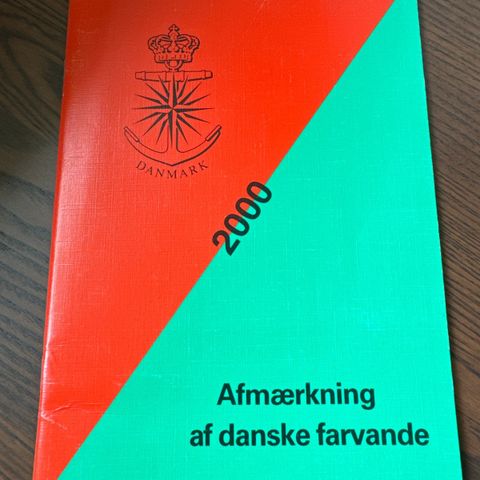 DANMARK
2000
Afmærkning
af danske farvande